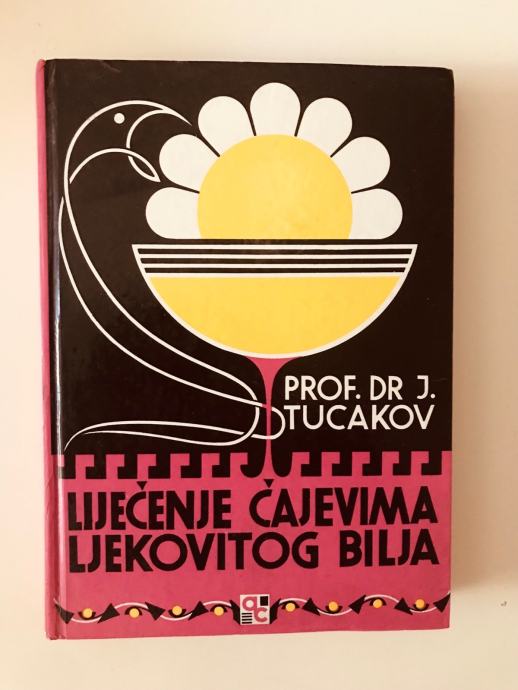 PROF. DR J.
TUCAKOV
LIJEČENJE ČAJEVIMA
LJEKOVITOG BILJA